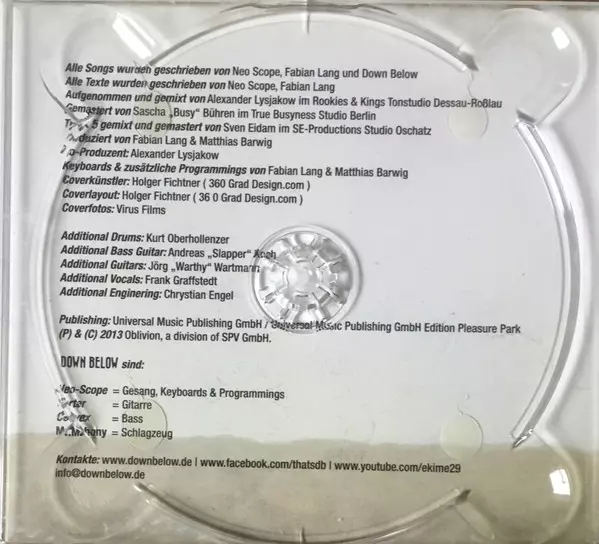 Alle Songs wurden geschrieben von Neo Scope, Fabian Lang und Down Below
Alle Texte wurden geschrieben von Neo Scope, Fabian Lang
Aufgenommen und gemixt von Alexander Lysjakow im Rookies & Kings Tonstudio Dessau-Roßlau
Gemastert von Sascha „Busy" Bühren im True Busyness Studio Berlin
5 gemixt und gemastert von Sven Eidam im SE-Productions Studio Oschatz
von: Fabian Lang & Matthias Barwig
Alexander Lysjakow
Keyboards & zusätzliche Programmings von Fabian Lang & Matthias Barwig
Coverkünstler: Holger Fichtner ( 360 Grad Design.com )
Coverlayout: Holger Fichtner ( 36 0 Grad Design.com )
Coverfotos: Virus Films
Additional Drums: Kurt Oberhollenzer
Additional Bass Guitar: Andreas „Slapper"
Additional Guitars: Jörg „Warthy" Wartmann
Additional Vocals: Frank Graffstedt
Additional Enginering: Chrystian Engel
Publishing: Universal Music Publishing GmbH / Universal Music Publishing GmbH Edition Pleasure Park
(P) & (C) 2013 Oblivion, a division of SPV GmbH.
DOWN BELOW sind:
Neo-Scope = Gesang, Keyboards & Programmings
= Gitarre
= Bass
= Schlagzeug
Kontakte: www.downbelow.de | www.facebook.com/thatsdb | www.youtube.com/ekime29
info@downbelow.de